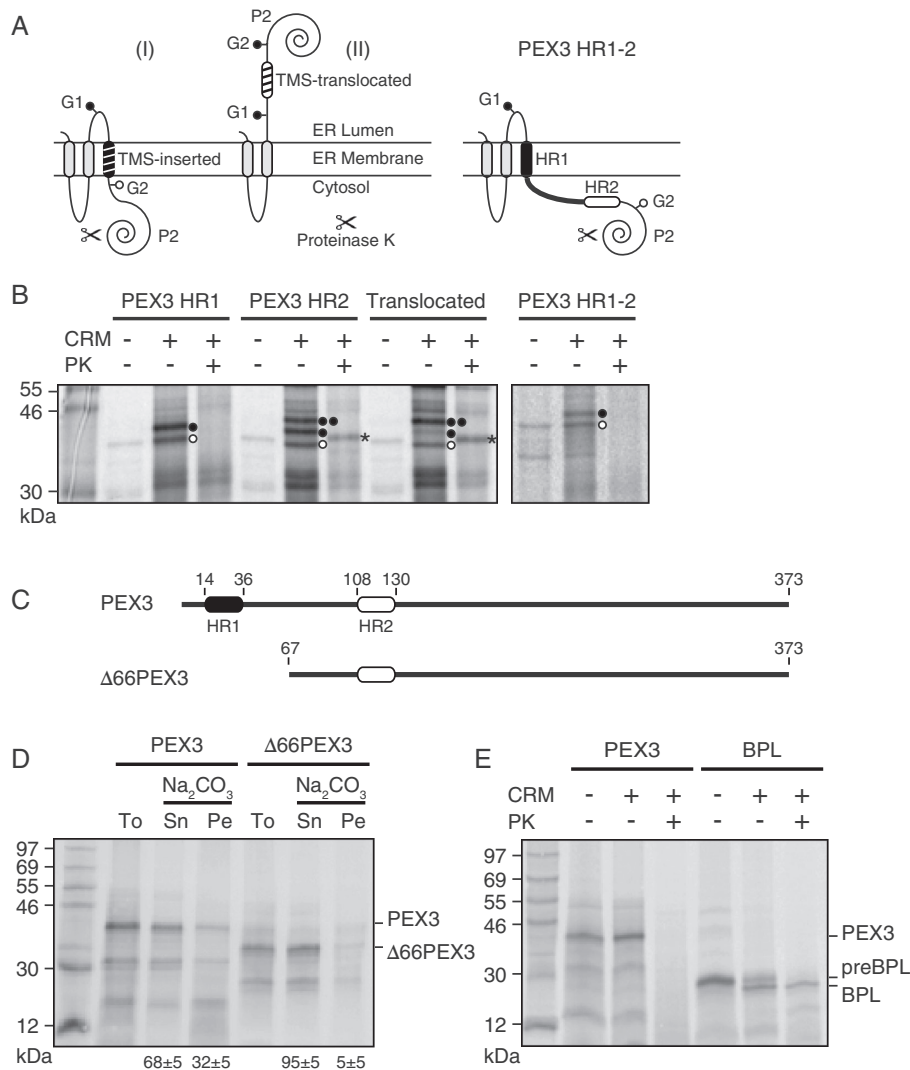 A
(I)
G1
TMS-inserted
G2
P2
P2
G2
(II)
TMS-translocated
G1
ER Lumen
ER Membrane
Cytosol
Proteinase K
PEX3 HR1-2
G1
HR1
HR2
G2
P2
B
PEX3 HR1 PEX3 HR2 Translocated PEX3 HR1-2
CRM - + + - + + - + + - + +
PK - - + - - + - - + - - +
55
46
30
kDa
* *
C
14 36 108 130 373
PEX3
HR1 HR2
67 373
Δ66PEX3
D
PEX3 Δ66PEX3
Na2CO3 Na2CO3
To Sn Pe To Sn Pe
97
69
55
46
30
12
kDa
PEX3
Δ66PEX3
68±5 32±5 95±5 5±5
E
PEX3 BPL
CRM - + + - + +
PK - - + - - +
97
69
55
46
30
12
kDa
PEX3
preBPL
BPL